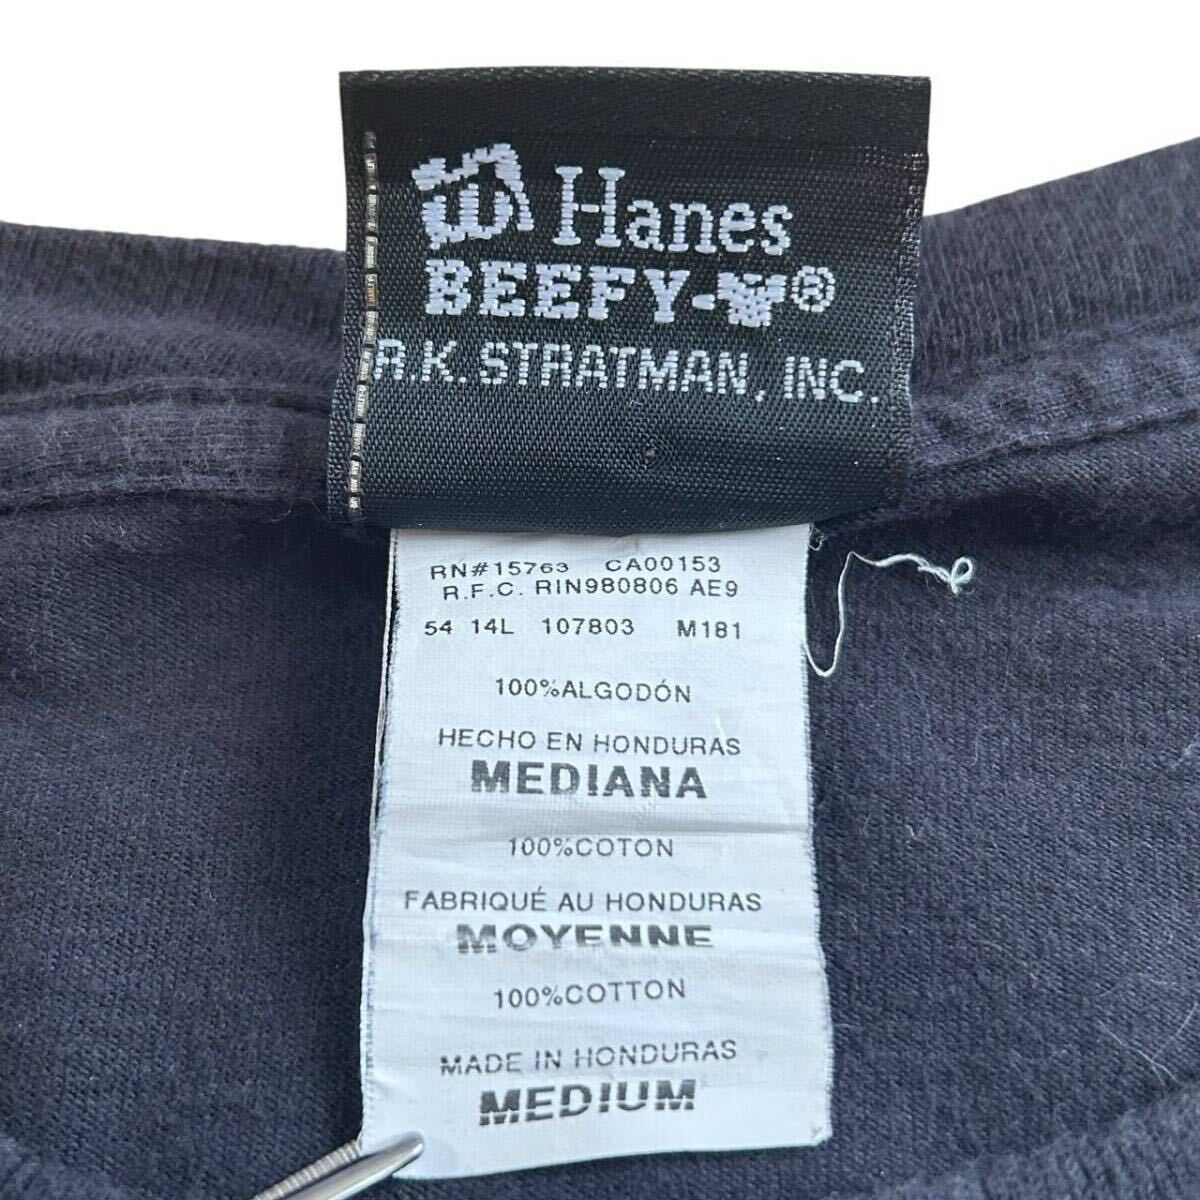 Hanes
BEEFY-T®
R.K. STRATMAN, INC.
RN#15763 CA00153
R.F.C. RIN980806 AE9
54 14L 107803 M181
100%ALGODÓN
HECHO EN HONDURAS
MEDIANA
100%COTON
FABRIQUÉ AU HONDURAS
MOYENNE
100%COTTON
MADE IN HONDURAS
MEDIUM